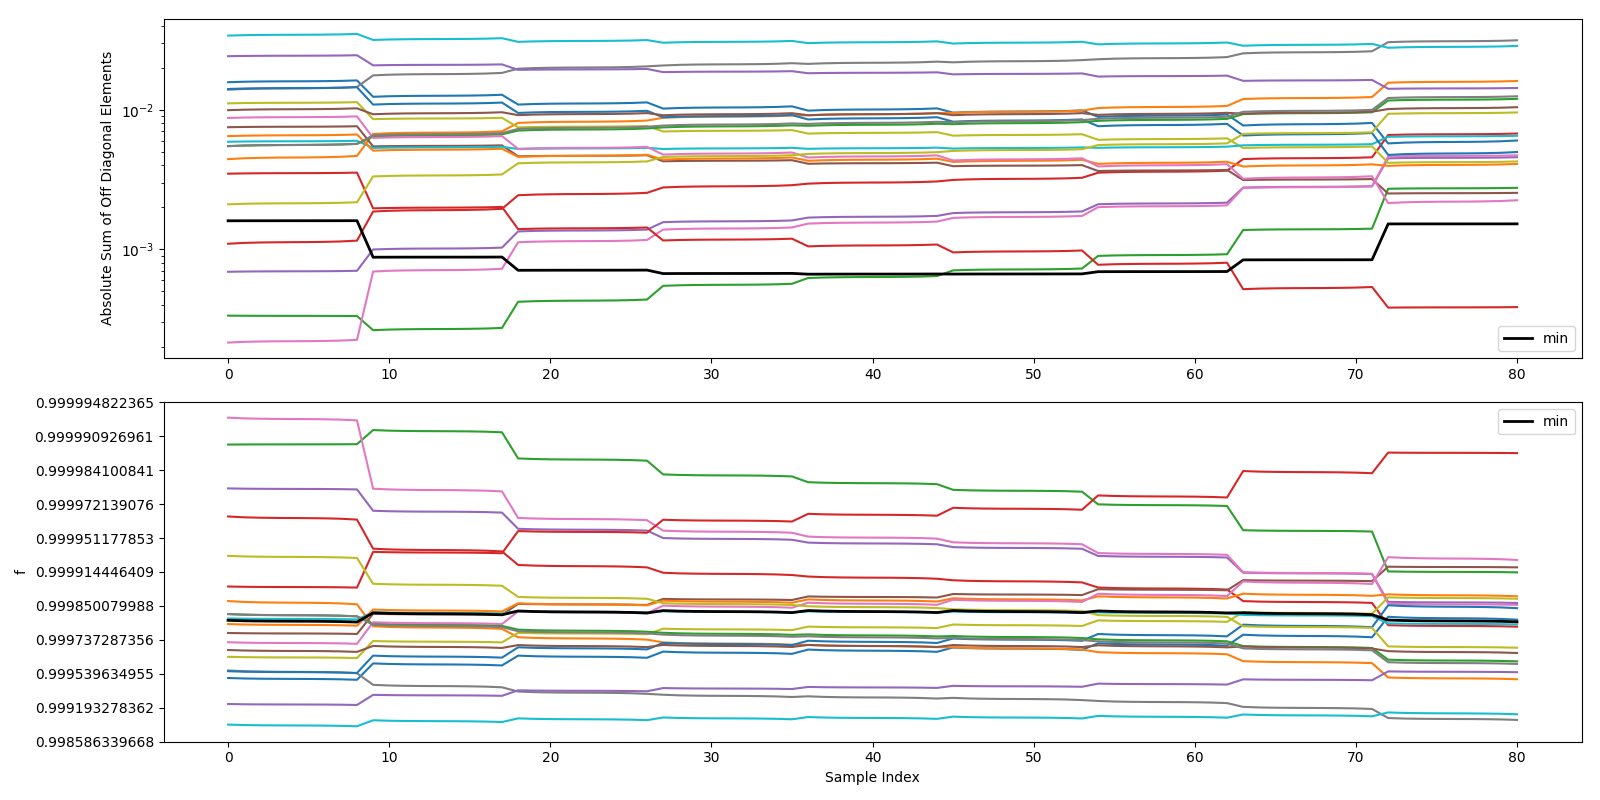 Absolute Sum of Off Diagonal Elements
10⁻²
10⁻³
min
0 10 20 30 40 50 60 70 80
f
0.999994822365
0.999990926961
0.999984100841
0.999972139076
0.999951177853
0.999914446409
0.999850079988
0.999737287356
0.999539634955
0.999193278362
0.998586339668
min
0 10 20 30 40 50 60 70 80
Sample Index